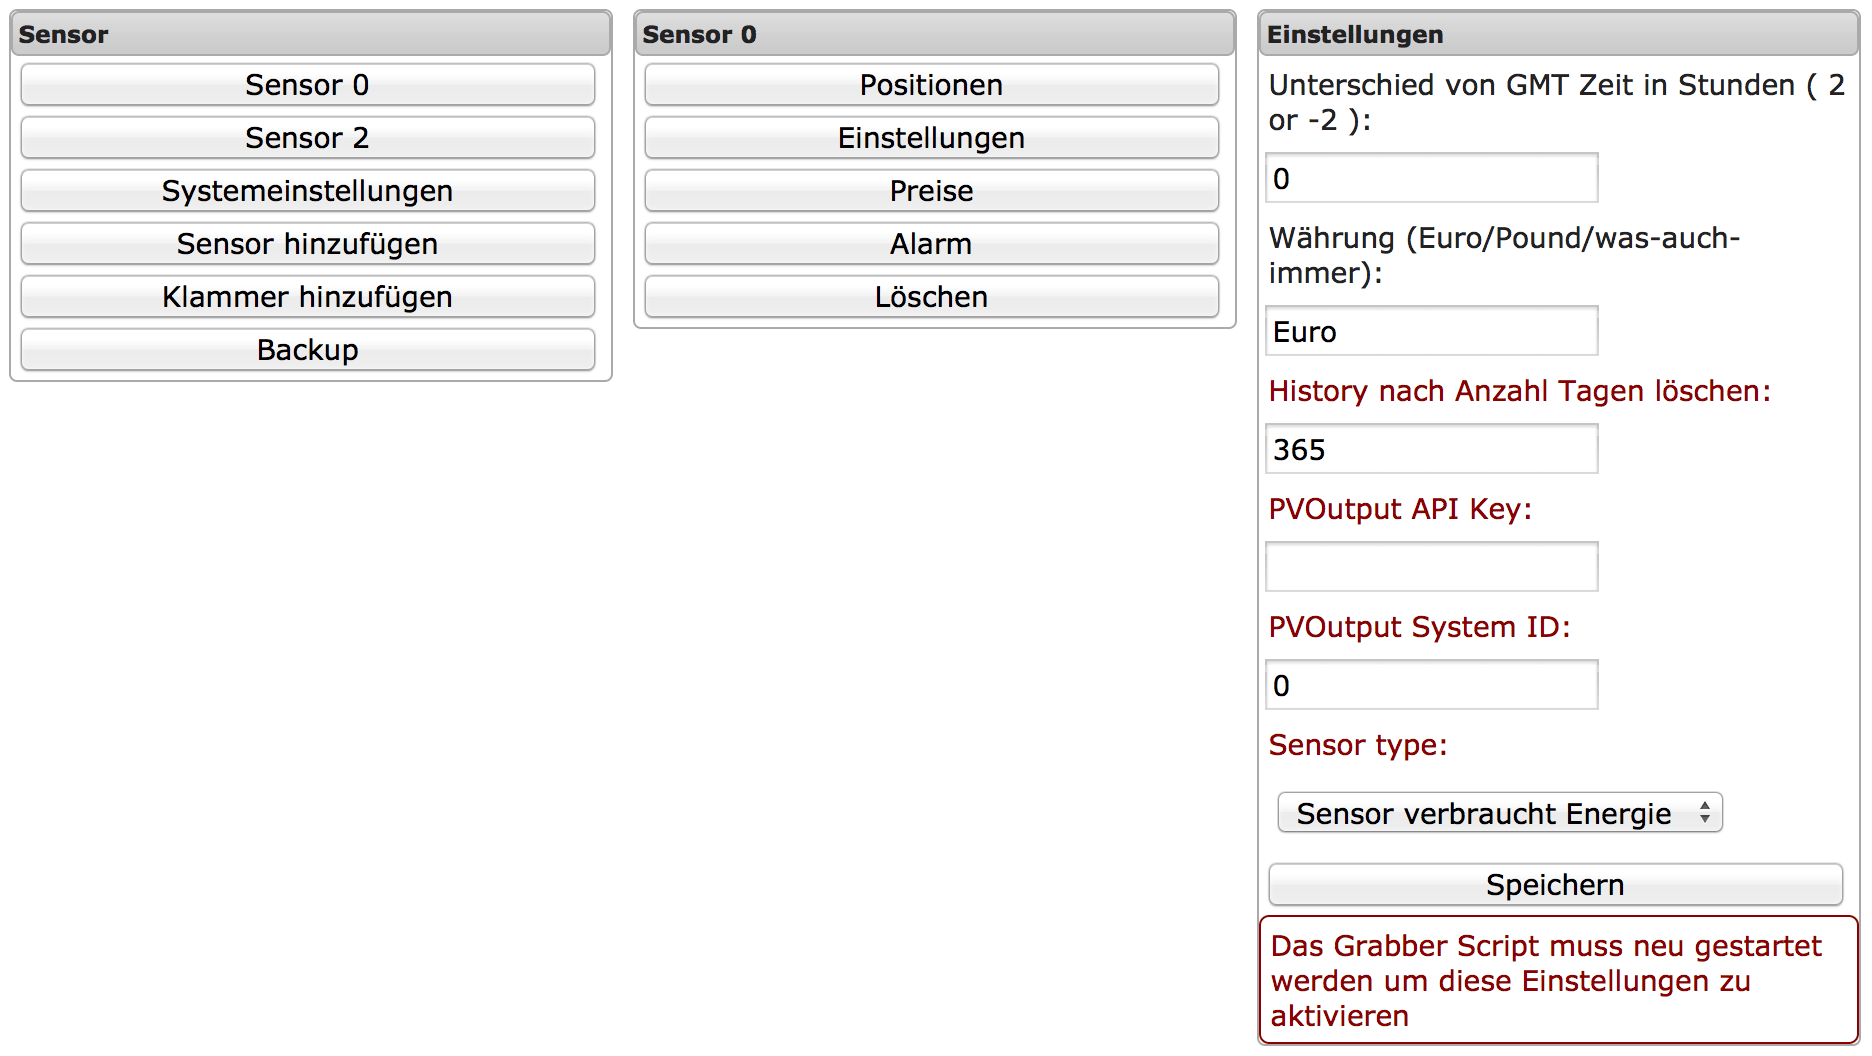 Sensor
Sensor 0
Sensor 2
Systemeinstellungen
Sensor hinzufügen
Klammer hinzufügen
Backup
Sensor 0
Positionen
Einstellungen
Preise
Alarm
Löschen
Einstellungen
Unterschied von GMT Zeit in Stunden ( 2
or -2 ):
0
Währung (Euro/Pound/was-auch-
immer):
Euro
History nach Anzahl Tagen löschen:
365
PVOutput API Key:
PVOutput System ID:
0
Sensor type:
Sensor verbraucht Energie
Speichern
Das Grabber Script muss neu gestartet
werden um diese Einstellungen zu
aktivieren